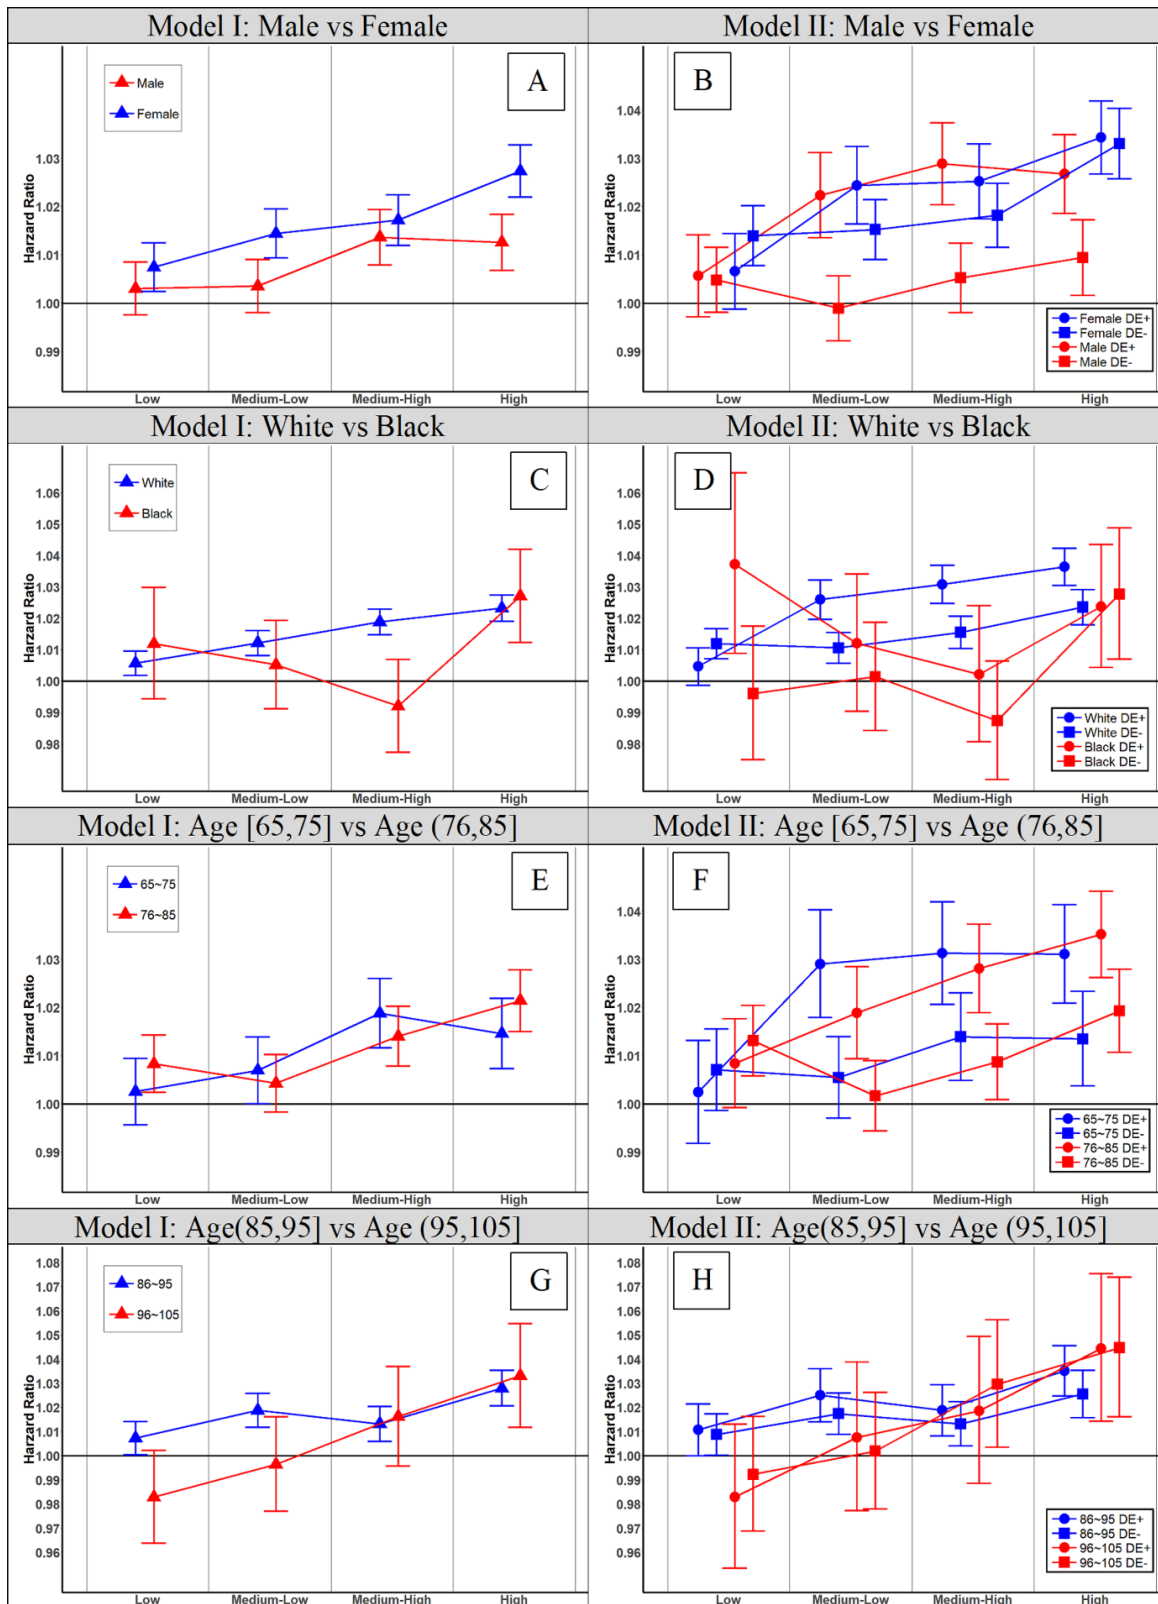 Model I: Male vs Female
Model II: Male vs Female
Harzard Ratio
1.03
1.02
1.01
1.00
0.99
Male
Female
A
Low
Medium-Low
Medium-High
High
Harzard Ratio
1.04
1.03
1.02
1.01
1.00
0.99
B
Female DE+
Female DE-
Male DE+
Male DE-
Low
Medium-Low
Medium-High
High
Model I: White vs Black
Model II: White vs Black
Harzard Ratio
1.06
1.05
1.04
1.03
1.02
1.01
1.00
0.99
0.98
White
Black
C
Low
Medium-Low
Medium-High
High
Harzard Ratio
1.06
1.05
1.04
1.03
1.02
1.01
1.00
0.99
0.98
D
White DE+
White DE-
Black DE+
Black DE-
Low
Medium-Low
Medium-High
High
Model I: Age [65,75] vs Age (76,85]
Model II: Age [65,75] vs Age (76,85]
Harzard Ratio
1.03
1.02
1.01
1.00
0.99
65~75
76~85
E
Low
Medium-Low
Medium-High
High
Harzard Ratio
1.04
1.03
1.02
1.01
1.00
0.99
F
65~75 DE+
65~75 DE-
76~85 DE+
76~85 DE-
Low
Medium-Low
Medium-High
High
Model I: Age(85,95] vs Age (95,105]
Model II: Age(85,95] vs Age (95,105]
Harzard Ratio
1.08
1.07
1.06
1.05
1.04
1.03
1.02
1.01
1.00
0.99
0.98
0.97
0.96
86~95
96~105
G
Low
Medium-Low
Medium-High
High
Harzard Ratio
1.08
1.07
1.06
1.05
1.04
1.03
1.02
1.01
1.00
0.99
0.98
0.97
0.96
H
86~95 DE+
86~95 DE-
96~105 DE+
96~105 DE-
Low
Medium-Low
Medium-High
High